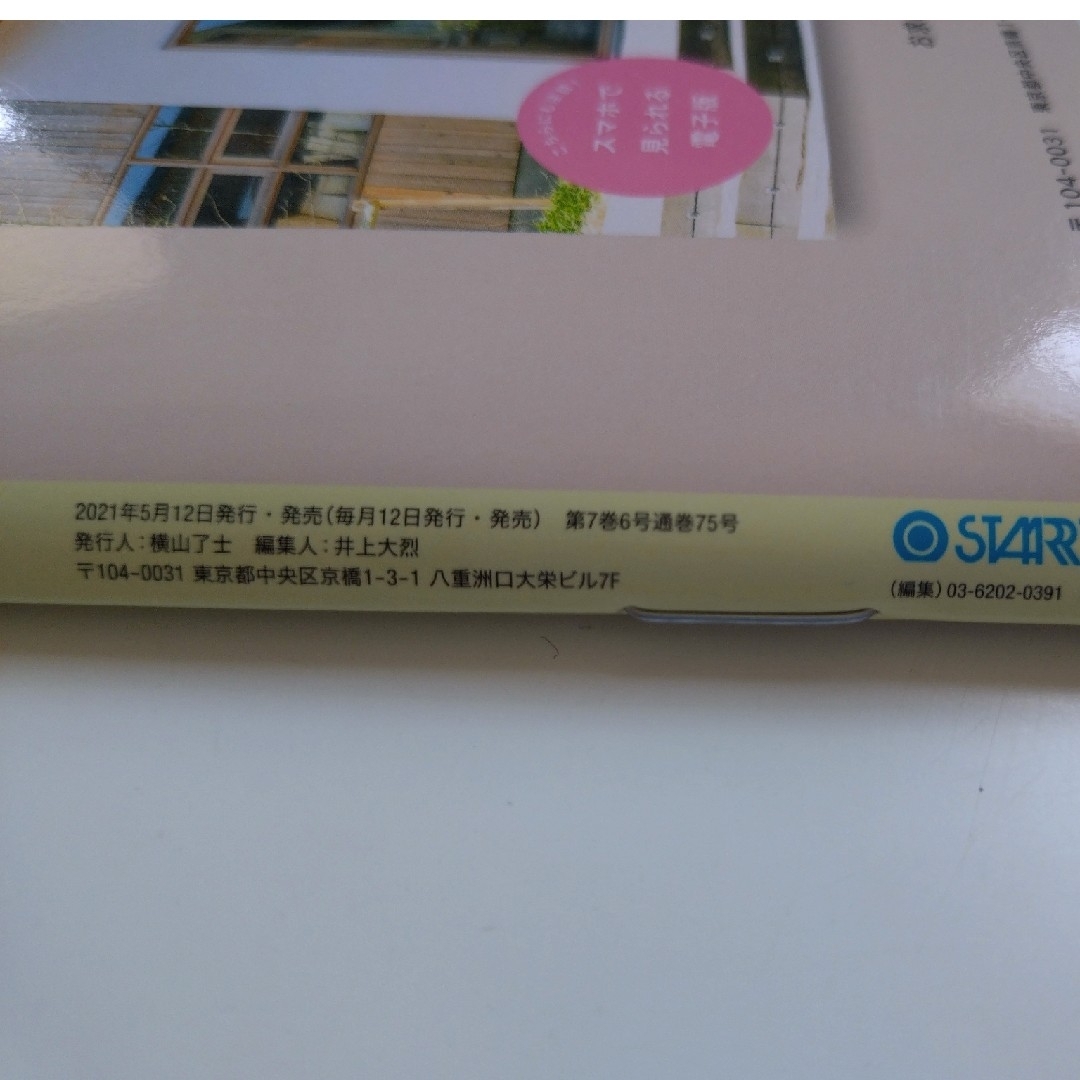 スマホで
見られる
電子版
〒104-0031
2021年5月12日発行・発売（毎月12日発行・発売） 第7巻6号通巻75号
発行人：横山了士 編集人：井上大烈
〒104-0031 東京都中央区京橋1-3-1 八重洲口大栄ビル7F
（編集）03-6202-0391